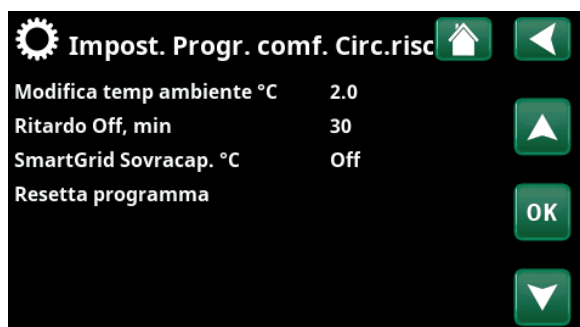 Impost. Progr. comf. Circ.risc
Modifica temp ambiente °C 2.0
Ritardo Off, min 30
SmartGrid Sovracap. °C Off
Resetta programma
OK